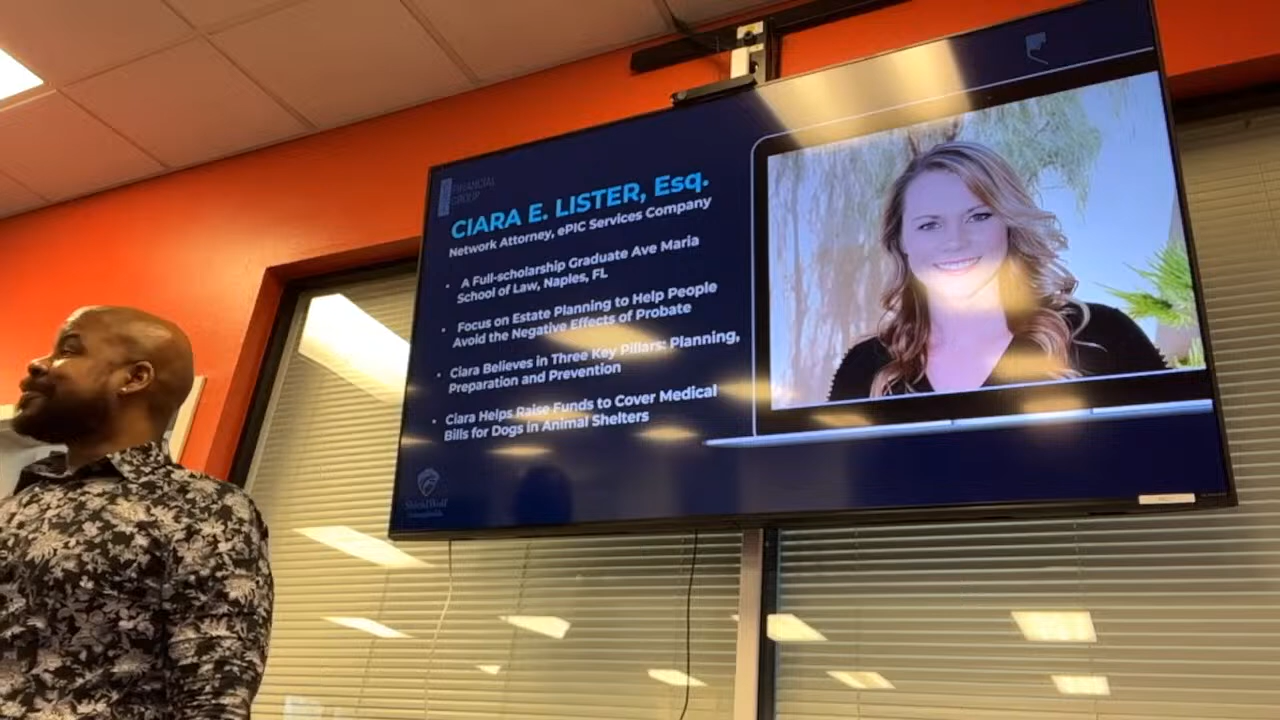 FINANCIAL
GROUP
CIARA E. LISTER, Esq.
Network Attorney, ePIC Services Company
• A Full-scholarship Graduate Ave Maria
School of Law, Naples, FL
• Focus on Estate Planning to Help People
Avoid the Negative Effects of Probate
• Ciara Believes in Three Key Pillars: Planning,
Preparation and Prevention
• Ciara Helps Raise Funds to Cover Medical
Bills for Dogs in Animal Shelters
ShieldWolf